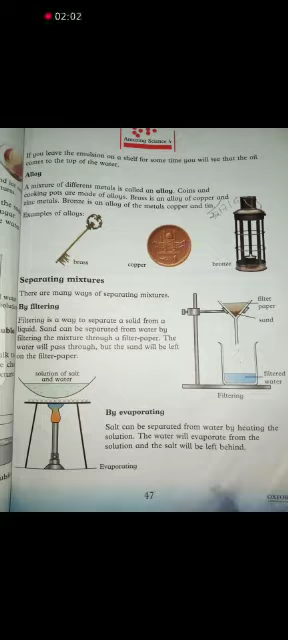 02:02
Amazing Science 3
If you leave the emulsion on a shelf for some time you will see that the oil
comes to the top of the water.
Alloy
A mixture of different metals is called an alloy. Coins and
cooking pots are made of alloys. Brass is an alloy of copper and
zinc metals. Bronze is an alloy of the metals copper and tin.
Examples of alloys:
brass
copper
bronze
Separating mixtures
There are many ways of separating mixtures.
By filtering
Filtering is a way to separate a solid from a
liquid. Sand can be separated from water by
filtering the mixture through a filter-paper. The
water will pass through, but the sand will be left
on the filter-paper.
filter
paper
sand
filtered
water
Filtering
solution of salt
and water
Evaporating
By evaporating
Salt can be separated from water by heating the
solution. The water will evaporate from the
solution and the salt will be left behind.
47
OXFORD